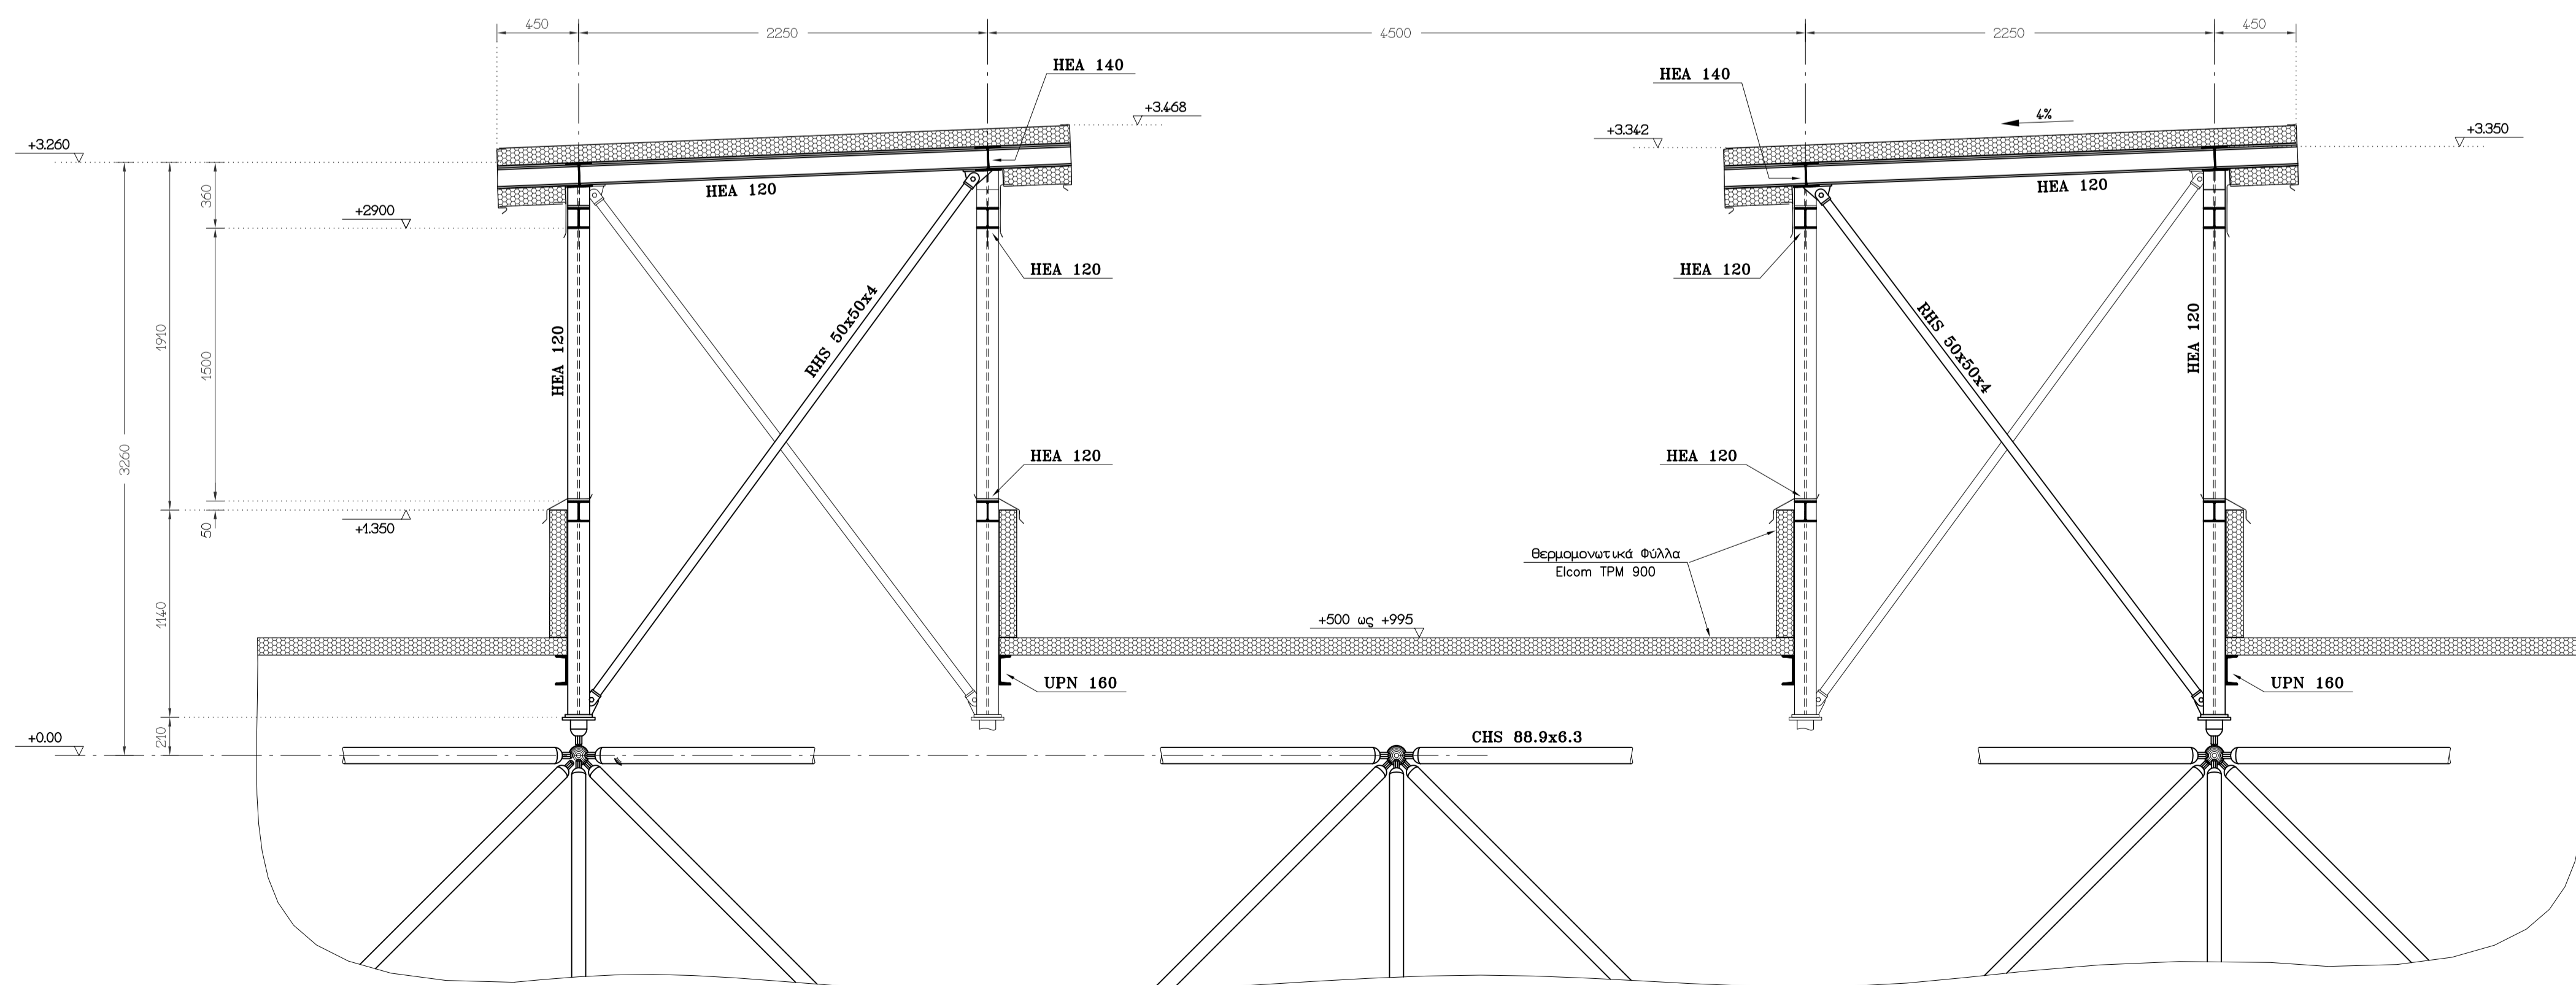 450
2250
4500
2250
450
HEA 140
HEA 140
+3.468
4%
+3.342
+3.350
+3.260
360
HEA 120
HEA 120
+2900
HEA 120
HEA 120
1910
1500
HEA 120
RHS 50x50x4
RHS 50x50x4
HEA 120
3260
HEA 120
HEA 120
50
+1.350
θερμομονωτικά Φύλλα
Elcom TPM 900
1140
+500 ως +995
UPN 160
UPN 160
210
+0.00
CHS 88.9x6.3